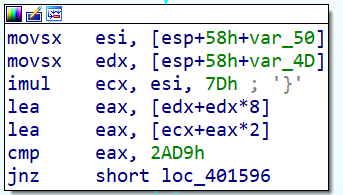 movsx   esi, [esp+58h+var_50]
movsx   edx, [esp+58h+var_4D]
imul    ecx, esi, 7Dh ; '}'
lea     eax, [edx+edx*8]
lea     eax, [ecx+eax*2]
cmp     eax, 2AD9h
jnz     short loc_401596